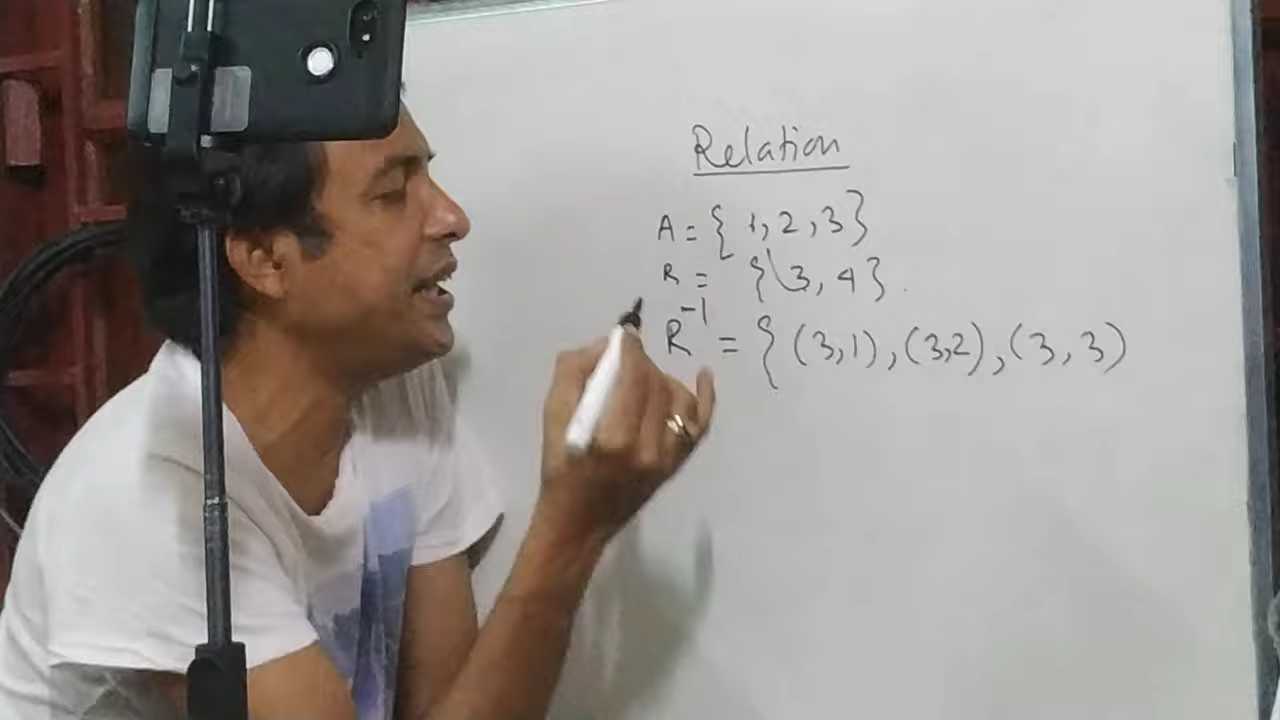 Relation
A = { 1, 2, 3}
R = {\3, 4}.
R⁻¹ = { (3,1), (3,2), (3, 3)